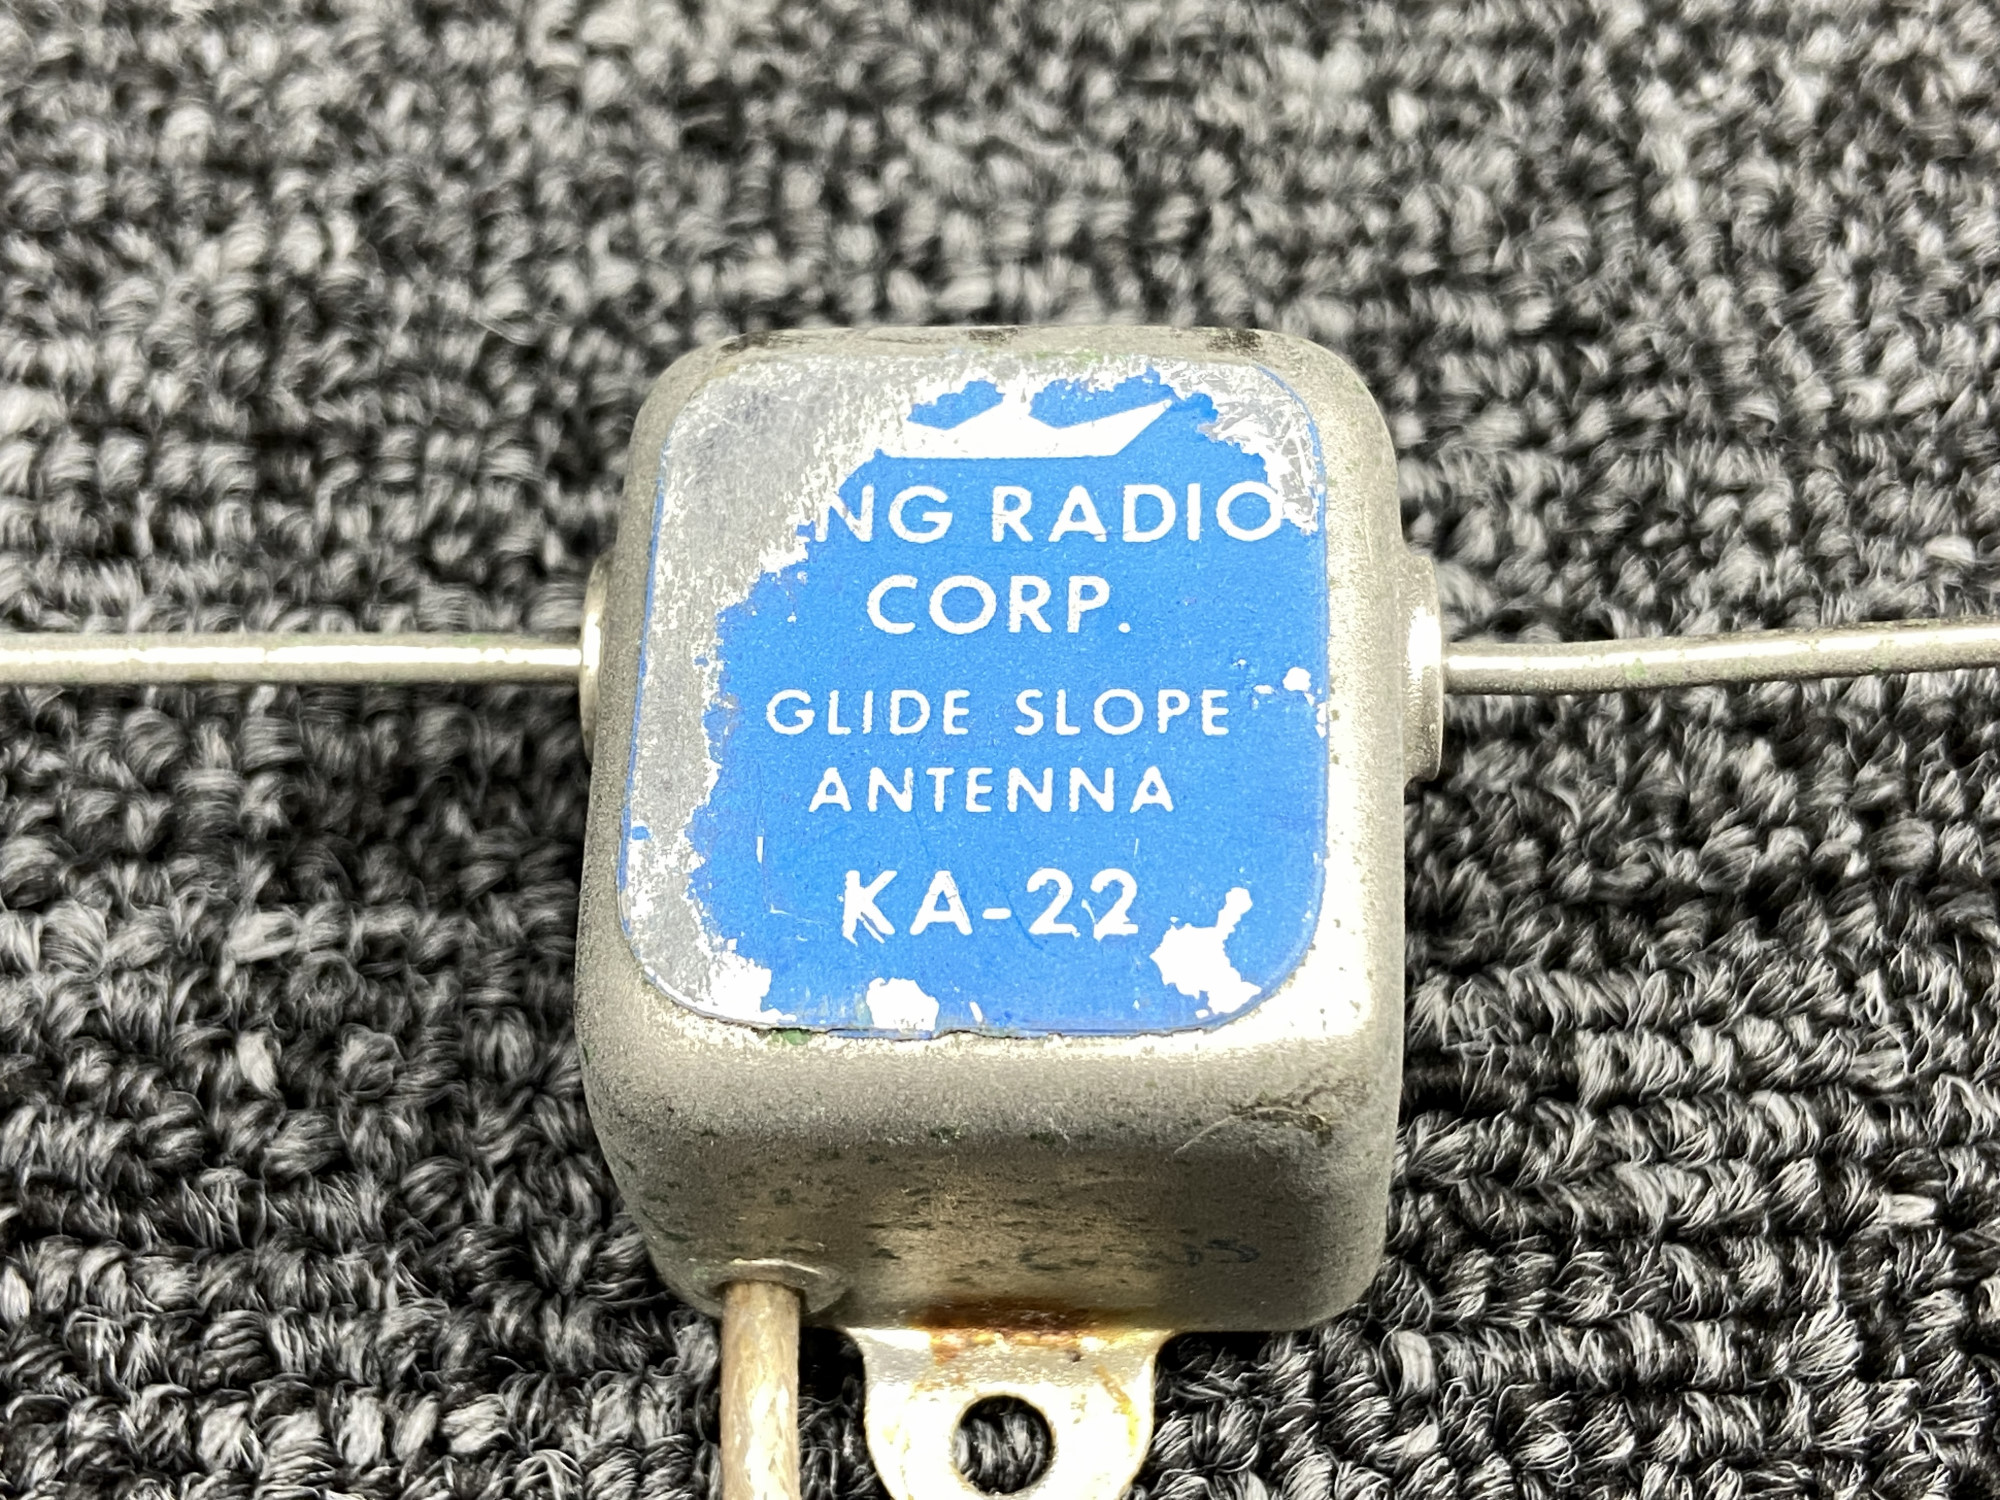 NG RADIO
CORP.
GLIDE SLOPE
ANTENNA
KA-22